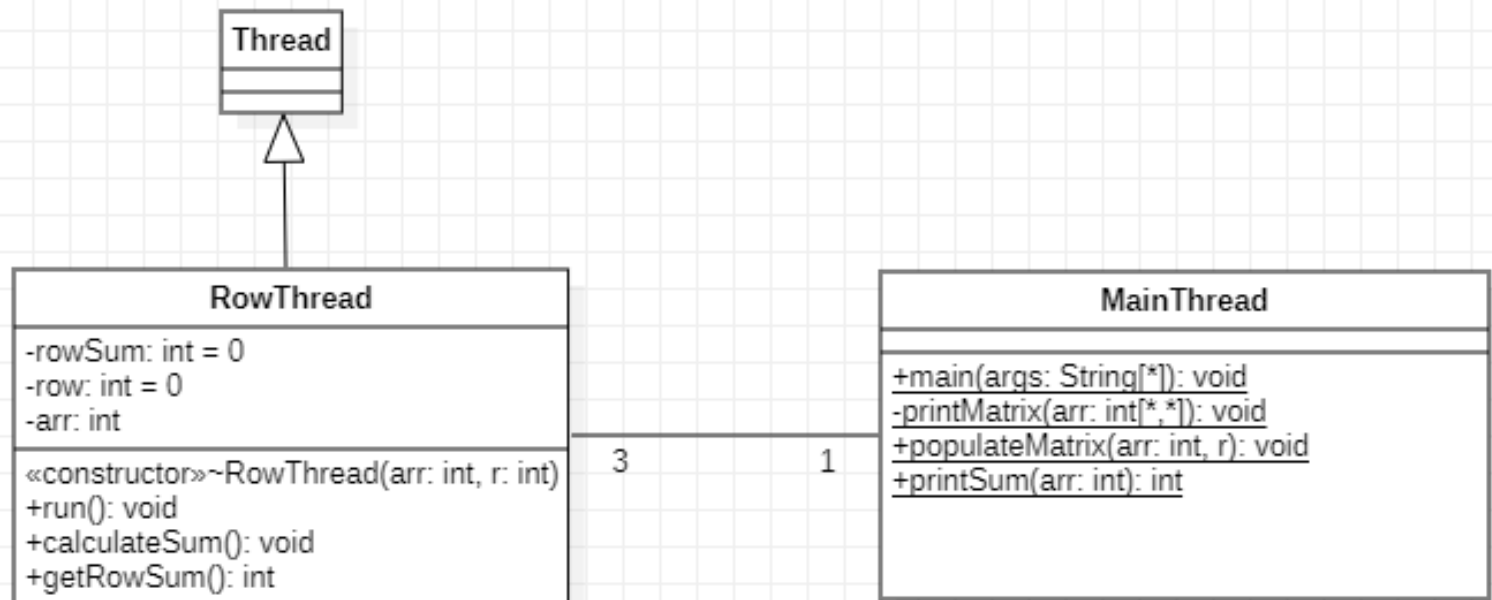 Thread
RowThread
-rowSum: int = 0
-row: int = 0
-arr: int
«constructor»~RowThread(arr: int, r: int)
+run(): void
+calculateSum(): void
+getRowSum(): int
3
1
MainThread
+main(args: String[*]): void
-printMatrix(arr: int[*,*]): void
+populateMatrix(arr: int, r): void
+printSum(arr: int): int